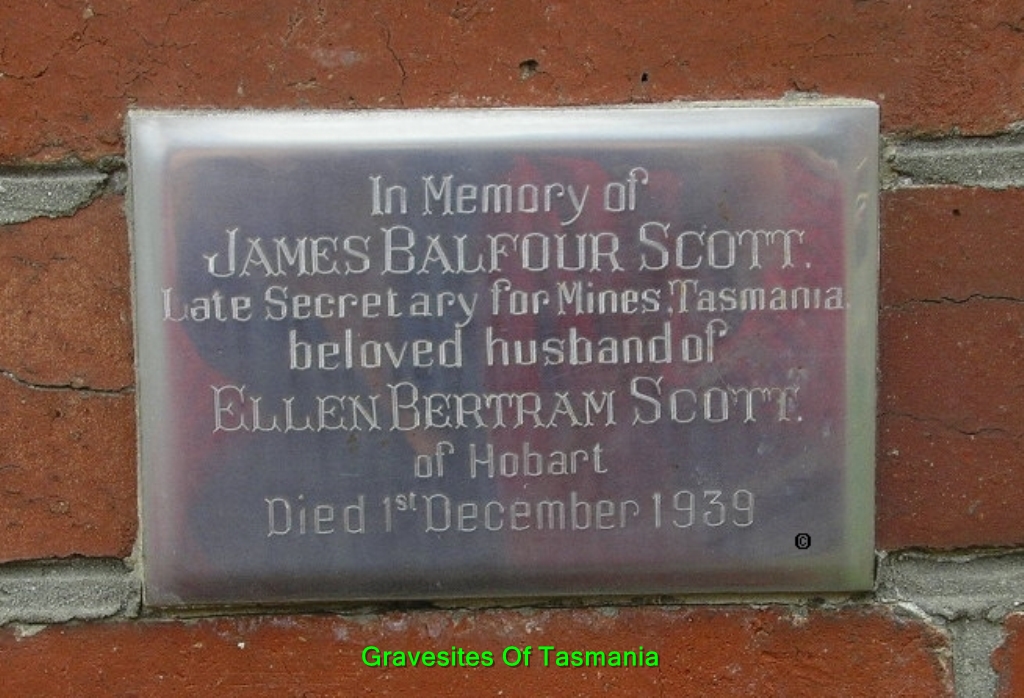 In Memory of
JAMES BALFOUR SCOTT.
Late Secretary for Mines, Tasmania.
beloved husband of
ELLEN BERTRAM SCOTT.
of Hobart
Died 1st December 1939
©
Gravesites Of Tasmania